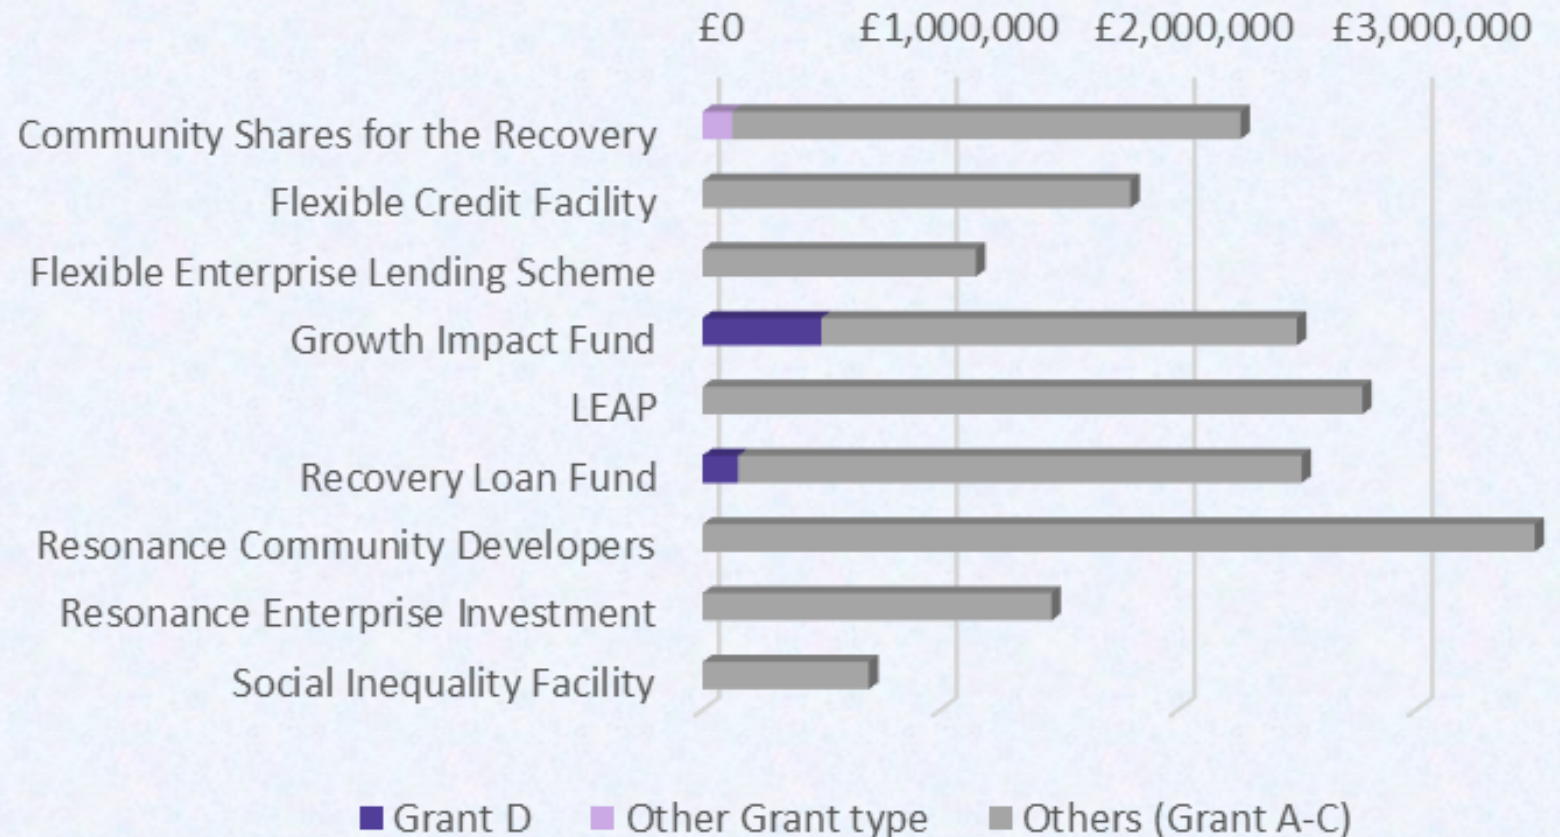 £0 £1,000,000 £2,000,000 £3,000,000
Community Shares for the Recovery
Flexible Credit Facility
Flexible Enterprise Lending Scheme
Growth Impact Fund
LEAP
Recovery Loan Fund
Resonance Community Developers
Resonance Enterprise Investment
Social Inequality Facility
Grant D Other Grant type Others (Grant A-C)